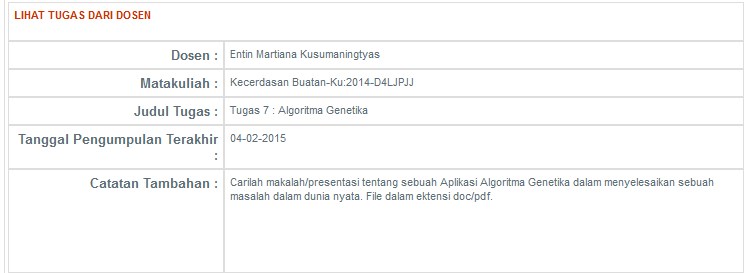 LIHAT TUGAS DARI DOSEN
Dosen : Entin Martiana Kusumaningtyas
Matakuliah : Kecerdasan Buatan-Ku:2014-D4LJPJJ
Judul Tugas : Tugas 7 : Algoritma Genetika
Tanggal Pengumpulan Terakhir : 04-02-2015
Catatan Tambahan : Carilah makalah/presentasi tentang sebuah Aplikasi Algoritma Genetika dalam menyelesaikan sebuah
masalah dalam dunia nyata. File dalam ektensi doc/pdf.